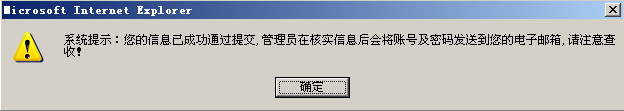 Microsoft Internet Explorer
系统提示：您的信息已成功通过提交,管理员在核实信息后会将账号及密码发送到您的电子邮箱,请注意查
收！
确定